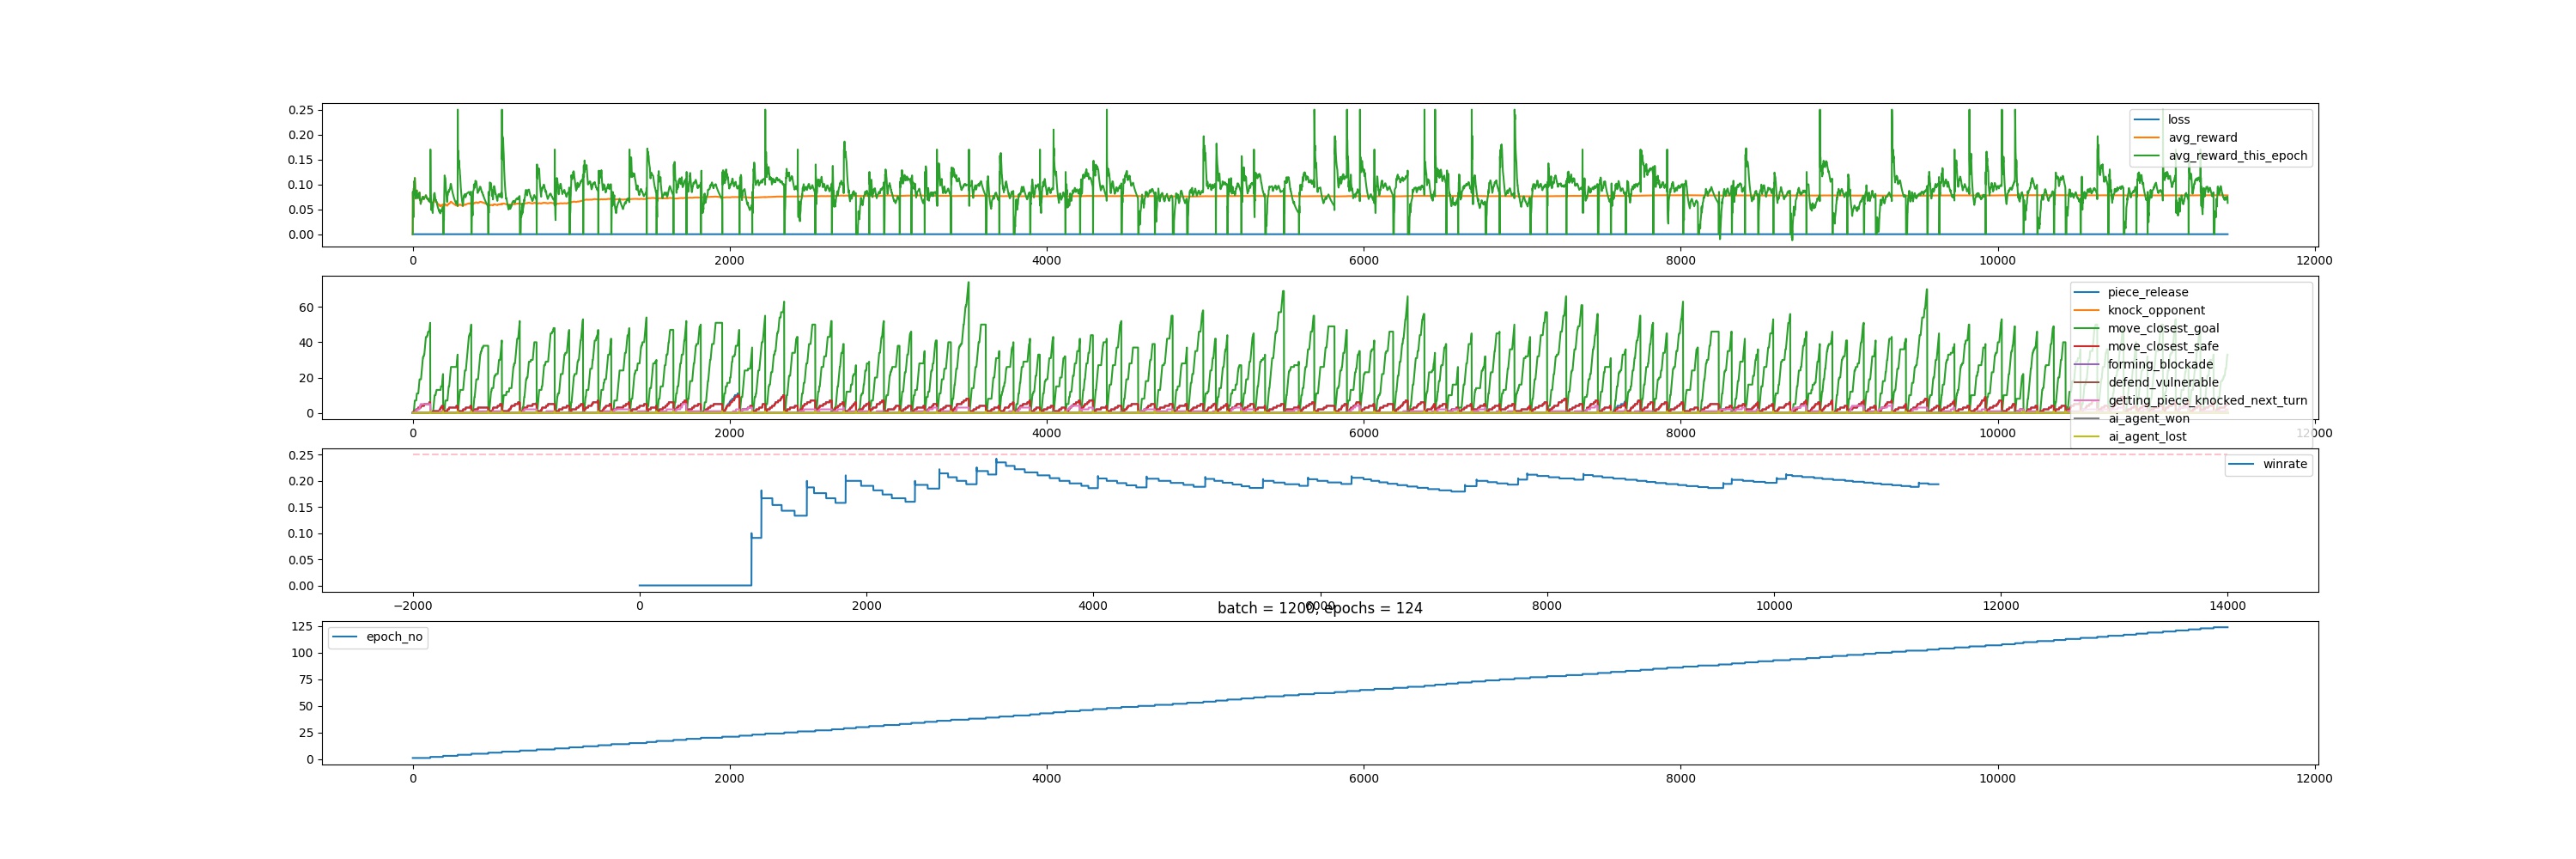 0.25
0.20
0.15
0.10
0.05
0.00
loss
avg_reward
avg_reward_this_epoch
0 2000 4000 6000 8000 10000 12000
60
40
20
0
piece_release
knock_opponent
move_closest_goal
move_closest_safe
forming_blockade
defend_vulnerable
getting_piece_knocked_next_turn
ai_agent_won
ai_agent_lost
0 2000 4000 6000 8000 10000 12000
0.25
0.20
0.15
0.10
0.05
0.00
winrate
−2000 0 2000 4000 6000 8000 10000 12000 14000
batch = 1200, epochs = 124
125
100
75
50
25
0
epoch_no
0 2000 4000 6000 8000 10000 12000